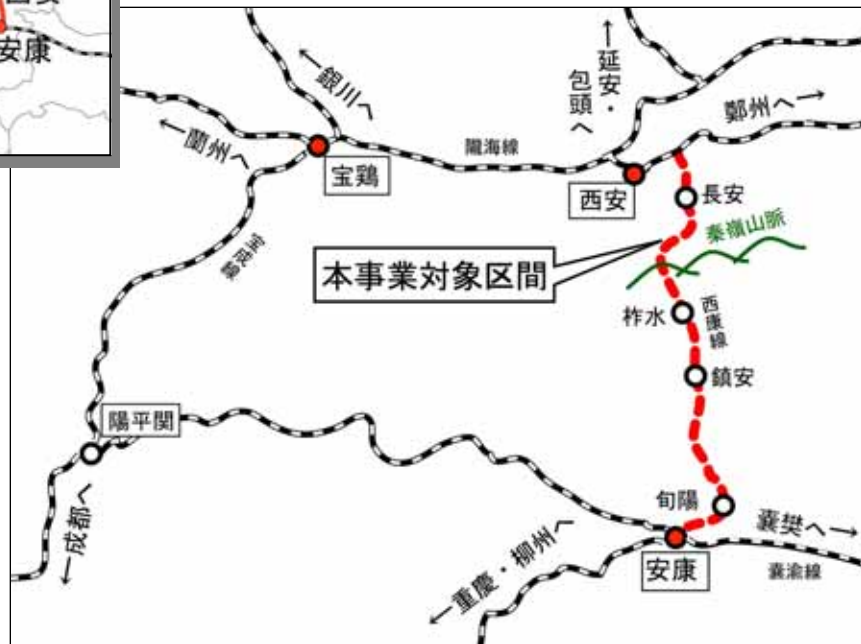 安康
←銀川へ
←延安・
包頭へ
鄭州へ→
←蘭州へ
隴海線
宝鶏
西安
長安
秦嶺山脈
宝成線
本事業対象区間
柞水
西康線
鎮安
陽平関
旬陽
襄樊へ→
←成都へ
←重慶・柳州へ
安康
襄渝線